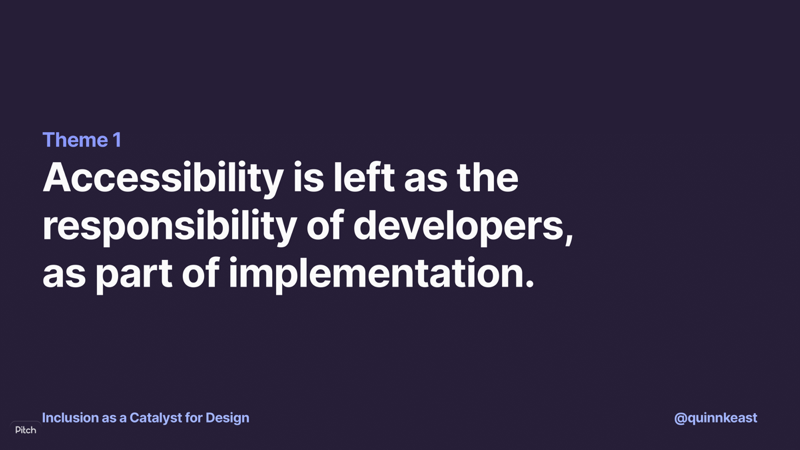 Theme 1
Accessibility is left as the
responsibility of developers,
as part of implementation.
Inclusion as a Catalyst for Design
@quinnkeast
Pitch